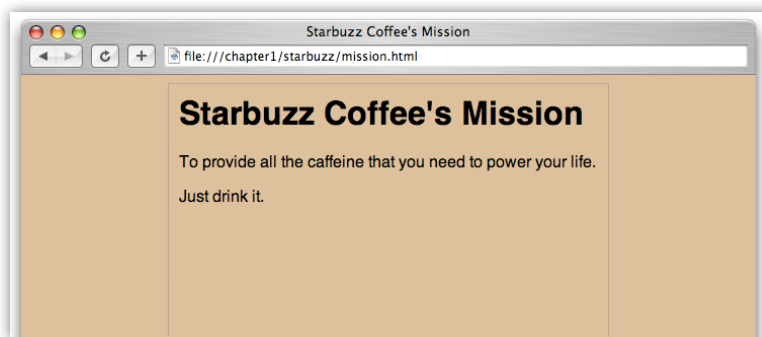 Starbuzz Coffee's Mission
file:///chapter1/starbuzz/mission.html
Starbuzz Coffee's Mission
To provide all the caffeine that you need to power your life.
Just drink it.